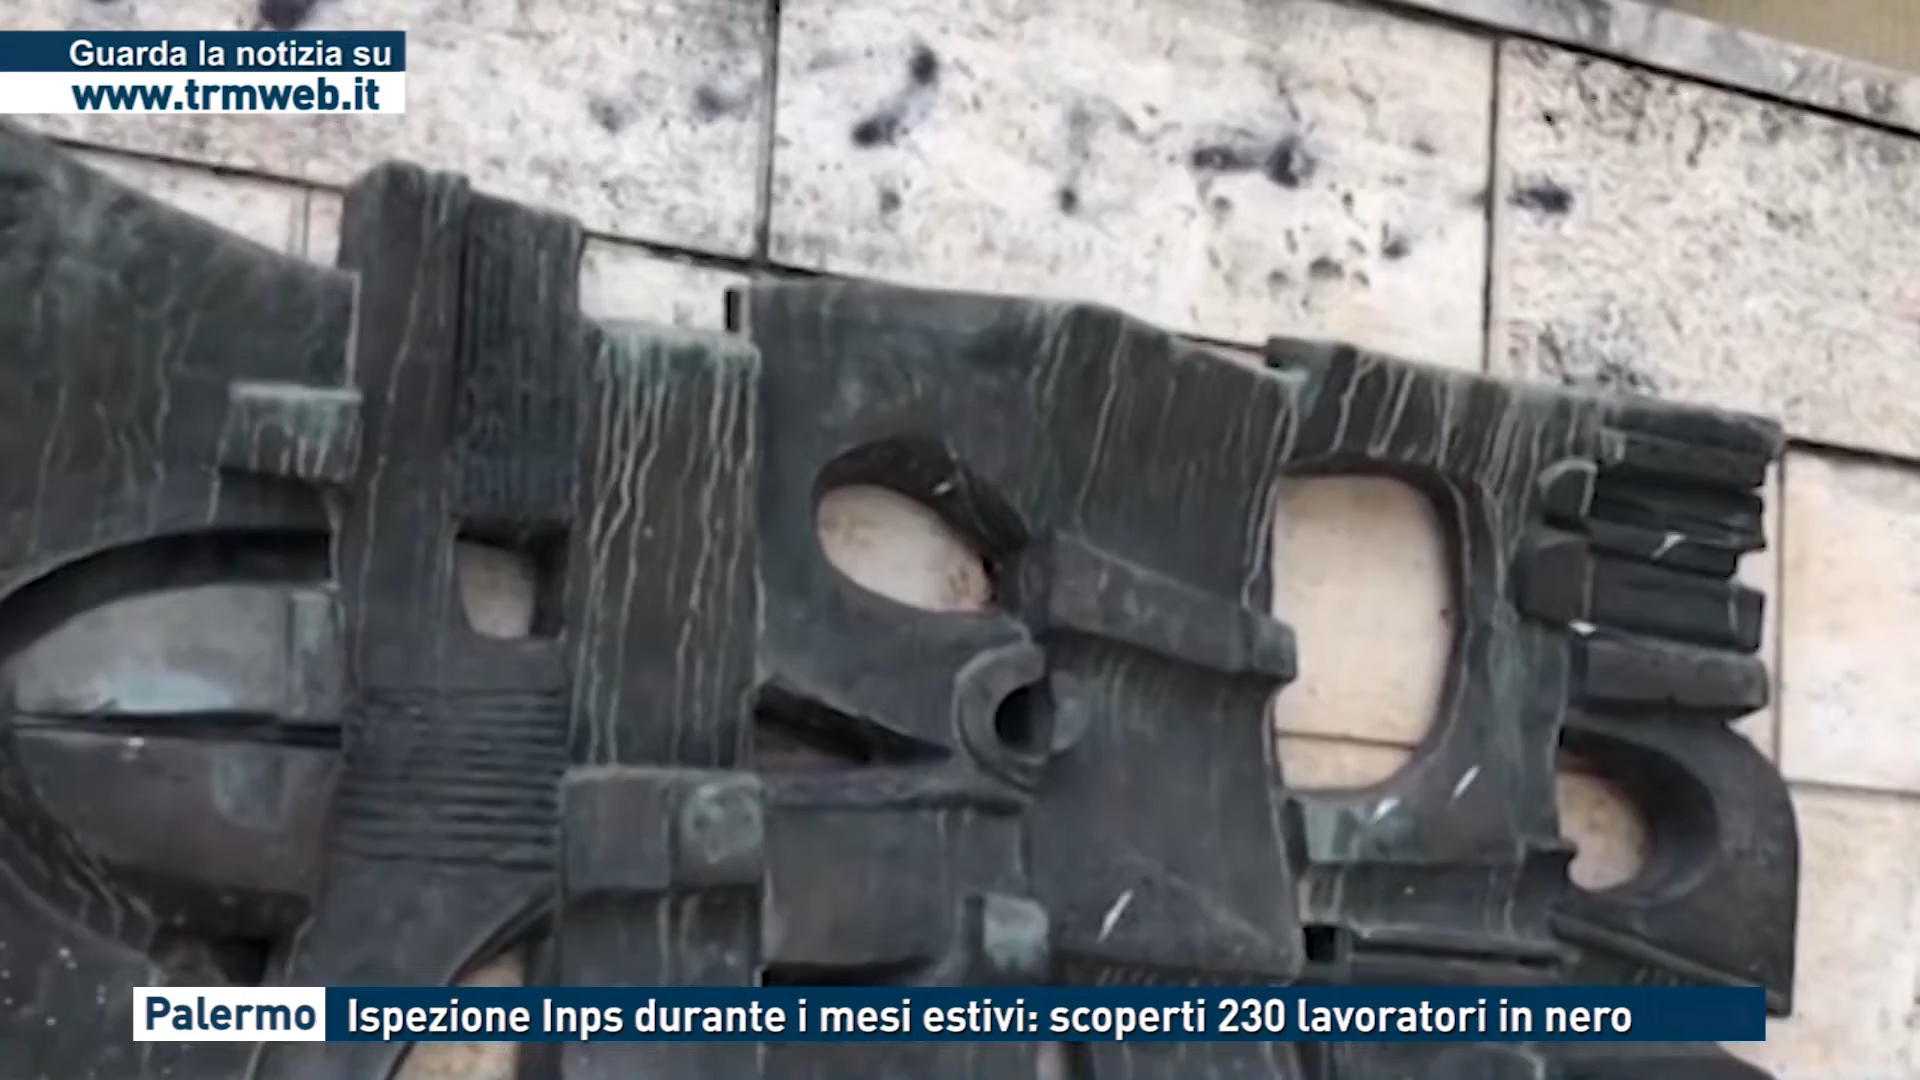 Guarda la notizia su
www.trmweb.it
Palermo Ispezione Inps durante i mesi estivi: scoperti 230 lavoratori in nero